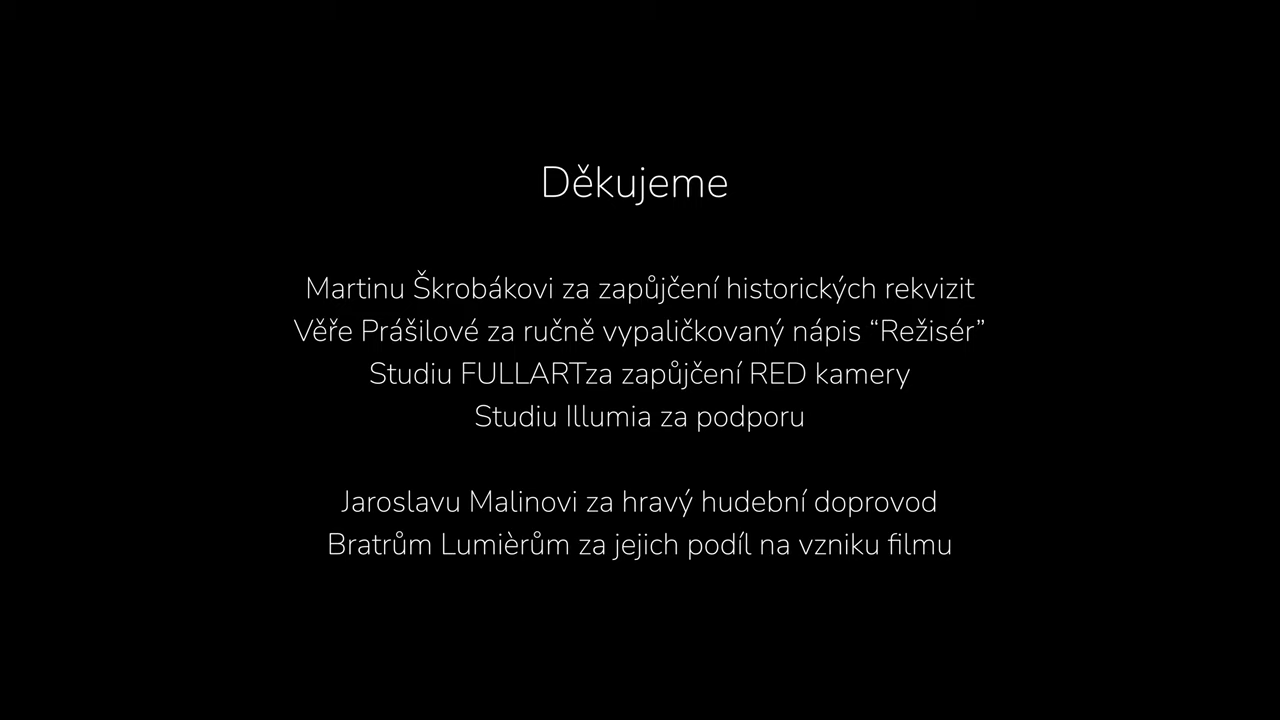 Děkujeme
Martinu Škrobákovi za zapůjčení historických rekvizit
Věře Prášilové za ručně vypaličkovaný nápis “Režisér”
Studiu FULLARTza zapůjčení RED kamery
Studiu Illumia za podporu
Jaroslavu Malinovi za hravý hudební doprovod
Bratrům Lumièrům za jejich podíl na vzniku filmu